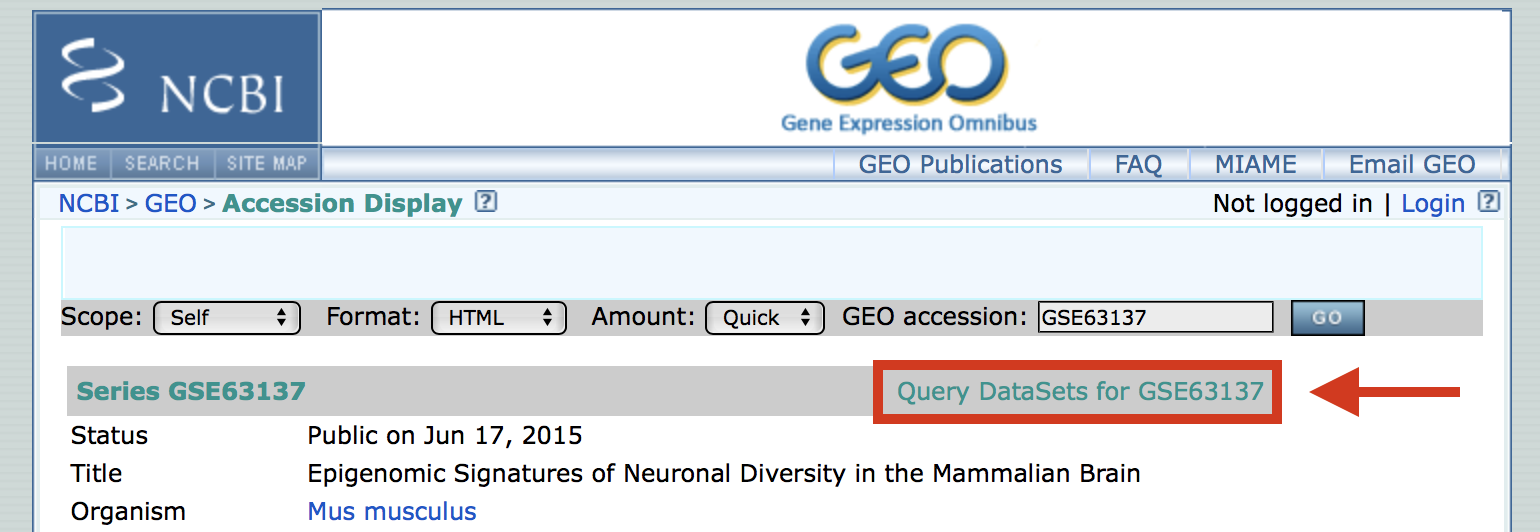 NCBI
GEO
Gene Expression Omnibus
HOME SEARCH SITE MAP GEO Publications FAQ MIAME Email GEO
NCBI > GEO > Accession Display ? Not logged in | Login ?
Scope: Self Format: HTML Amount: Quick GEO accession: GSE63137 GO
Series GSE63137 Query DataSets for GSE63137
Status Public on Jun 17, 2015
Title Epigenomic Signatures of Neuronal Diversity in the Mammalian Brain
Organism Mus musculus